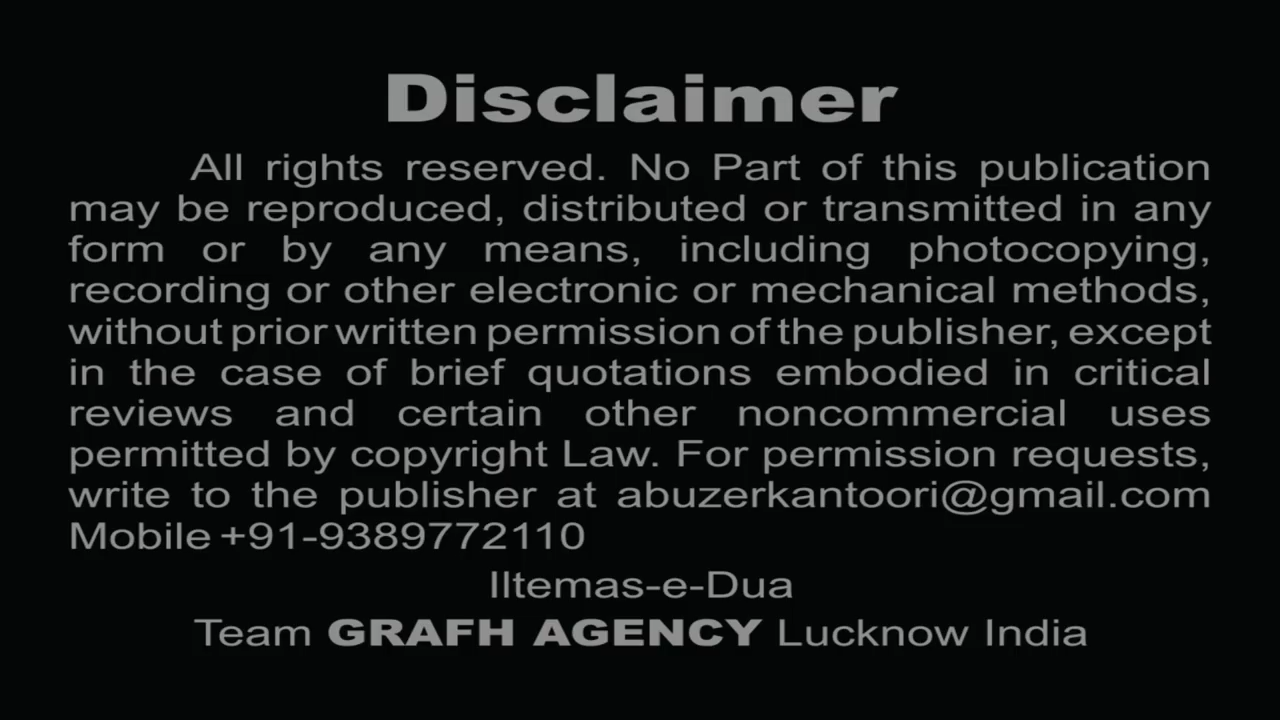 Disclaimer
All rights reserved. No Part of this publication
may be reproduced, distributed or transmitted in any
form or by any means, including photocopying,
recording or other electronic or mechanical methods,
without prior written permission of the publisher, except
in the case of brief quotations embodied in critical
reviews and certain other noncommercial uses
permitted by copyright Law. For permission requests,
write to the publisher at abuzerkantoori@gmail.com
Mobile +91-9389772110
Iltemas-e-Dua
Team GRAFH AGENCY Lucknow India